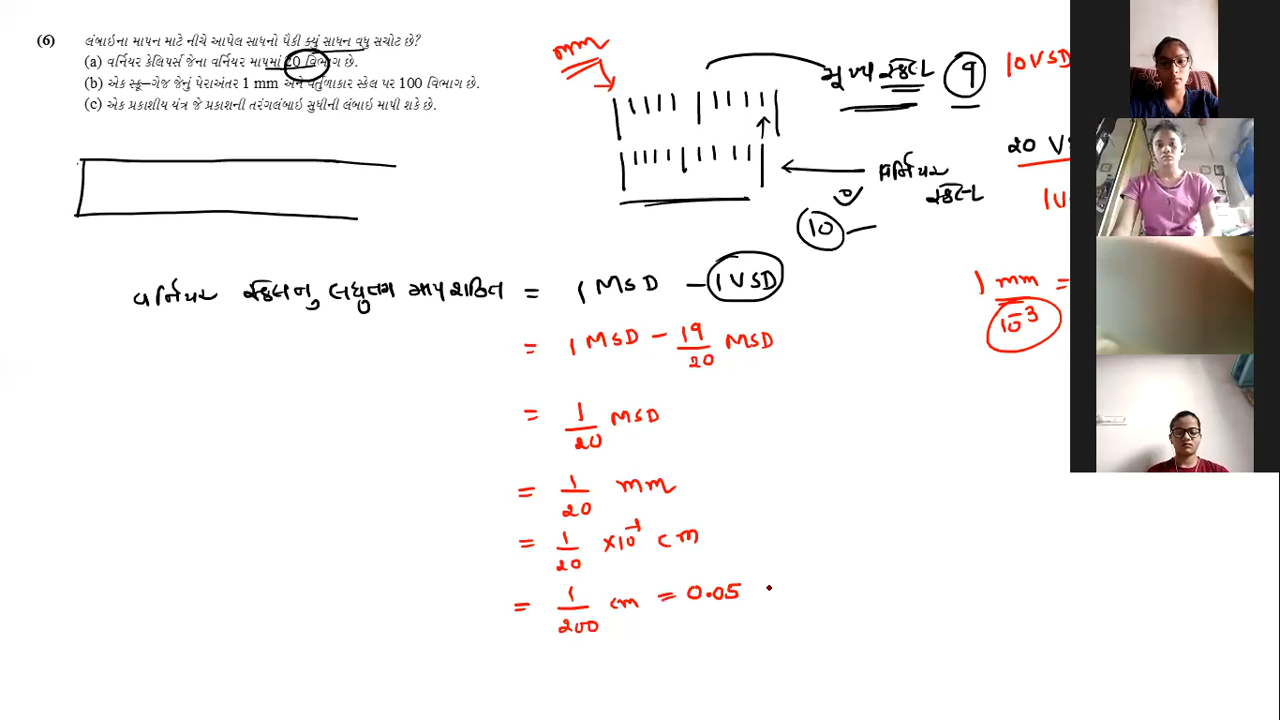 (6) લંબાઈના માપન માટે નીચે આપેલ સાધનો પૈકી ક્યું સાધન વધુ સચોટ છે?
(a) વર્નિયર કેલિપર્સ જેના વર્નિયર માપમાં 20 વિભાગ છે.
(b) એક સ્ક્રૂ–ગેજ જેનું પેચઅંતર 1 mm અને વર્તુળાકાર સ્કેલ પર 100 વિભાગ છે.
(c) એક પ્રકાશીય યંત્ર જે પ્રકાશની તરંગલંબાઈ સુધીની લંબાઈ માપી શકે છે.
mm
મુખ્ય સ્કેલ 9
10 VSD
વર્નિયર સ્કેલ
20 V
10
1 V
વર્નિયર સ્કેલનુ લઘુતમ માપશક્તિ = 1 MSD – 1 VSD
1 mm =
10⁻³
= 1 MSD – 19/20 MSD
= 1/20 MSD
= 1/20 mm
= 1/20 ×10⁻¹ cm
= 1/200 cm = 0.05